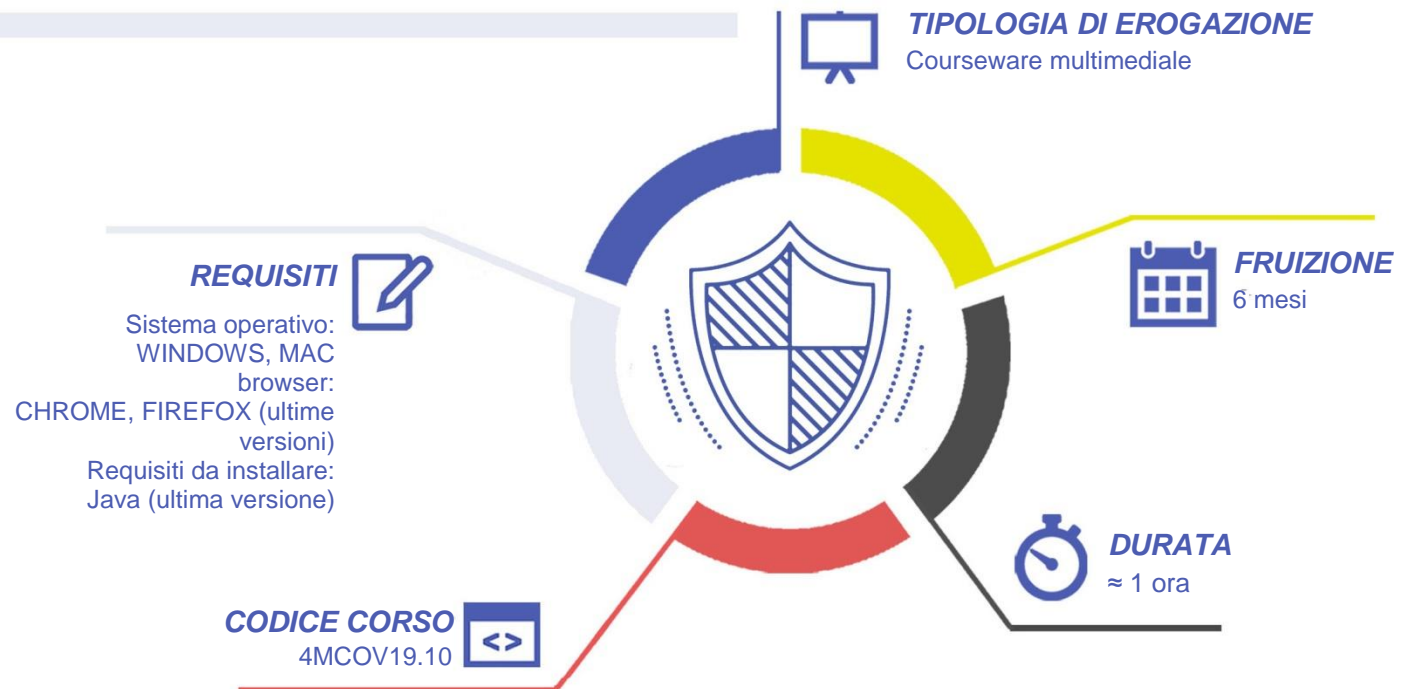 TIPOLOGIA DI EROGAZIONE
Courseware multimediale
REQUISITI
Sistema operativo:
WINDOWS, MAC
browser:
CHROME, FIREFOX (ultime
versioni)
Requisiti da installare:
Java (ultima versione)
FRUIZIONE
6 mesi
DURATA
≈ 1 ora
CODICE CORSO
4MCOV19.10
<>